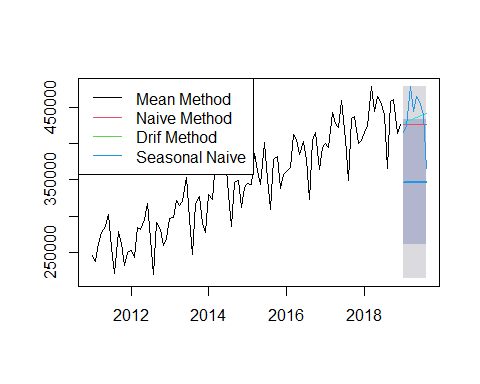 450000
350000
250000
Mean Method
Naive Method
Drif Method
Seasonal Naive
2012 2014 2016 2018